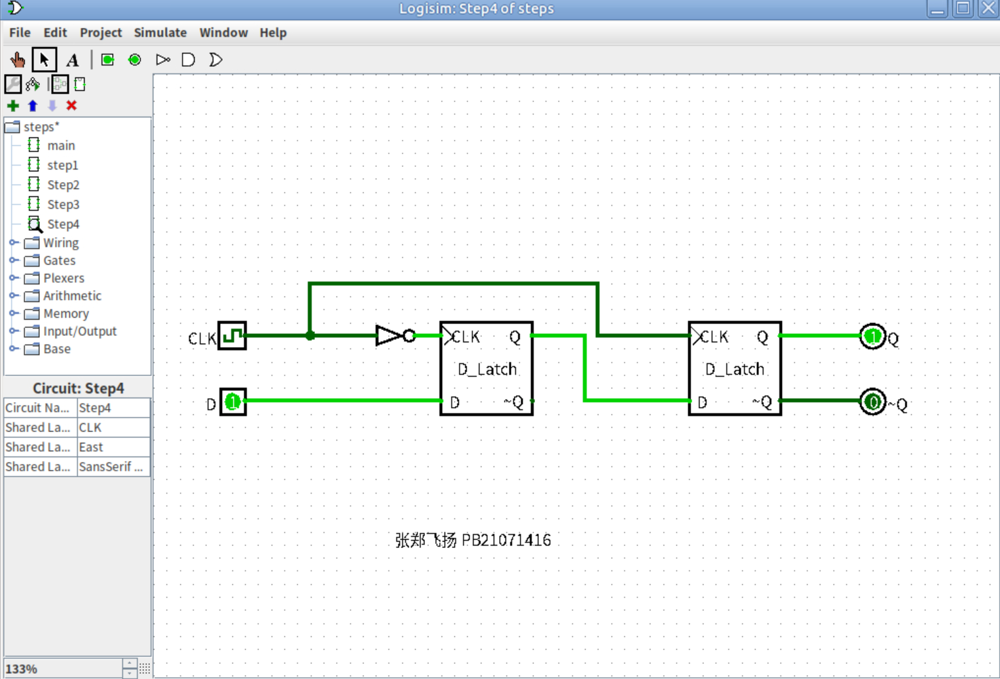 Logisim: Step4 of steps
File Edit Project Simulate Window Help
A
steps*
main
step1
Step2
Step3
Step4
Wiring
Gates
Plexers
Arithmetic
Memory
Input/Output
Base
Circuit: Step4
Circuit Na... Step4
Shared La... CLK
Shared La... East
Shared La... SansSerif ...
133%
CLK CLK Q CLK Q 1 Q
D_Latch D_Latch
D 1 D ~Q D ~Q 0 ~Q
张郑飞扬 PB21071416